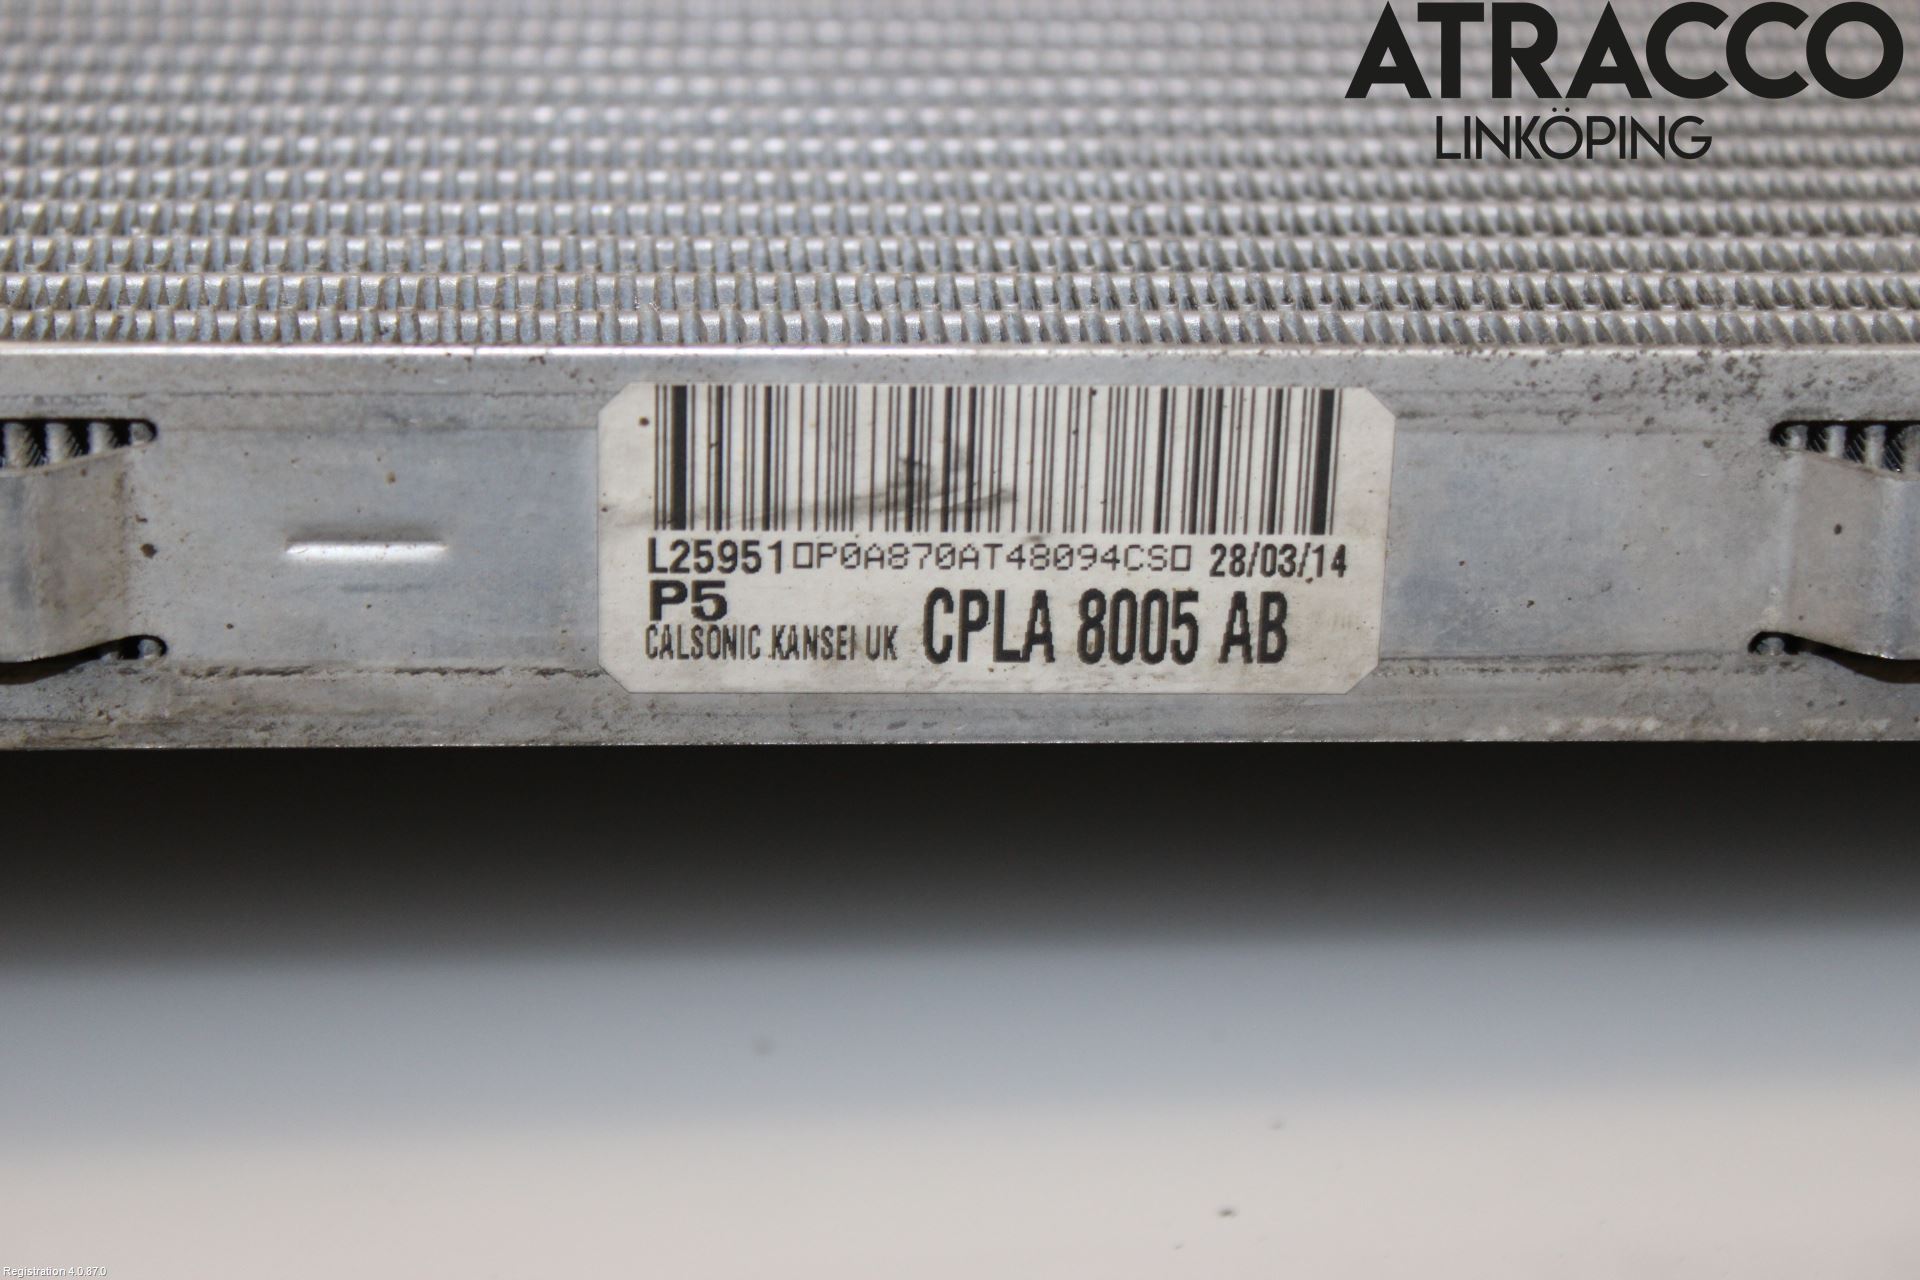 ATRACCO
LINKÖPING
L25951 □P0A870AT48094CS□ 28/03/14
P5
CALSONIC KANSEI UK CPLA 8005 AB
Registration 4.0.87.0